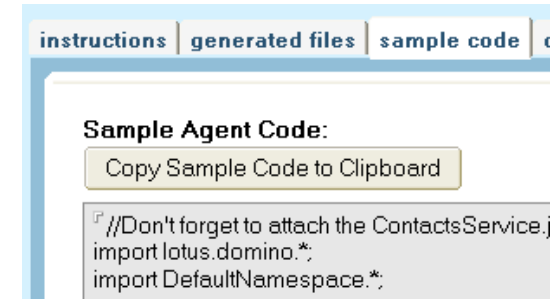 instructions generated files sample code
Sample Agent Code:
Copy Sample Code to Clipboard
//Don't forget to attach the ContactsService.j
import lotus.domino.*;
import DefaultNamespace.*;